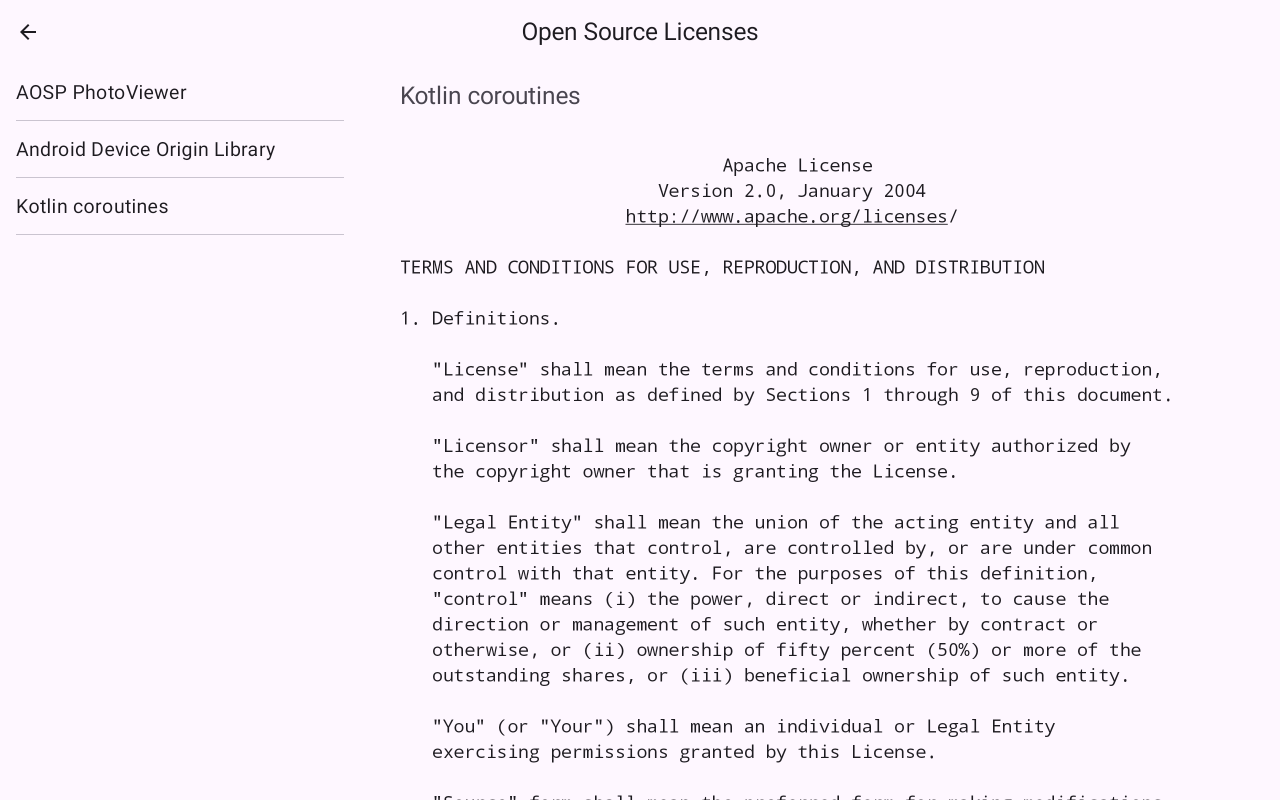 Open Source Licenses
AOSP PhotoViewer
Android Device Origin Library
Kotlin coroutines
Kotlin coroutines
Apache License
Version 2.0, January 2004
http://www.apache.org/licenses/
TERMS AND CONDITIONS FOR USE, REPRODUCTION, AND DISTRIBUTION
1. Definitions.
"License" shall mean the terms and conditions for use, reproduction,
and distribution as defined by Sections 1 through 9 of this document.
"Licensor" shall mean the copyright owner or entity authorized by
the copyright owner that is granting the License.
"Legal Entity" shall mean the union of the acting entity and all
other entities that control, are controlled by, or are under common
control with that entity. For the purposes of this definition,
"control" means (i) the power, direct or indirect, to cause the
direction or management of such entity, whether by contract or
otherwise, or (ii) ownership of fifty percent (50%) or more of the
outstanding shares, or (iii) beneficial ownership of such entity.
"You" (or "Your") shall mean an individual or Legal Entity
exercising permissions granted by this License.